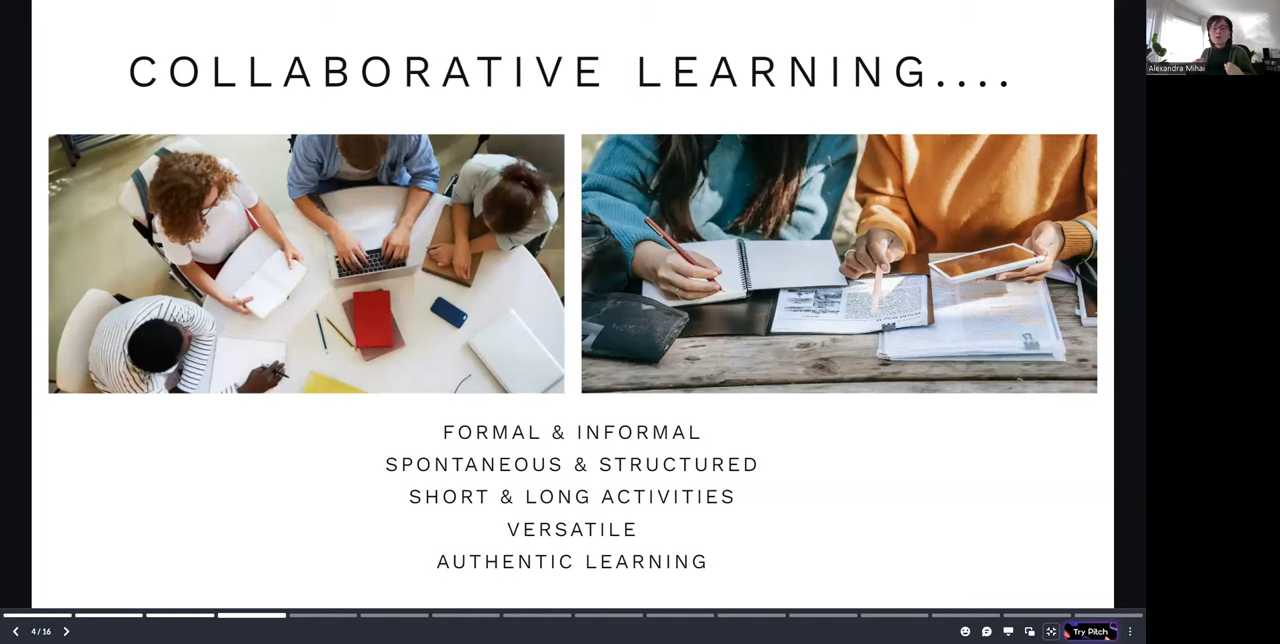 COLLABORATIVE LEARNING....
Alexandra Mihai
FORMAL & INFORMAL
SPONTANEOUS & STRUCTURED
SHORT & LONG ACTIVITIES
VERSATILE
AUTHENTIC LEARNING
4 / 16
Try Pitch